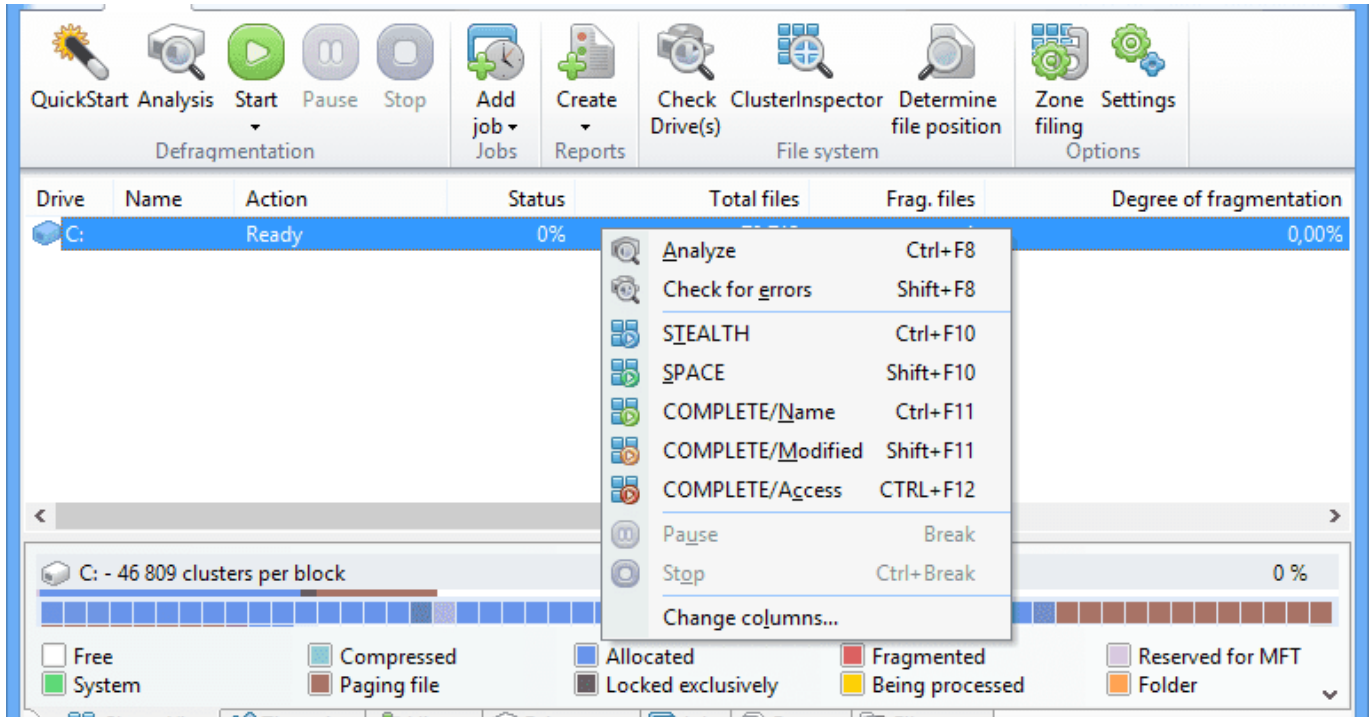 QuickStart Analysis Start Pause Stop Add job Create Check Drive(s) ClusterInspector Determine file position Zone filing Settings
Defragmentation Jobs Reports File system Options
Drive Name Action Status Total files Frag. files Degree of fragmentation
C: Ready 0% 0,00%
Analyze Ctrl+F8
Check for errors Shift+F8
STEALTH Ctrl+F10
SPACE Shift+F10
COMPLETE/Name Ctrl+F11
COMPLETE/Modified Shift+F11
COMPLETE/Access CTRL+F12
Pause Break
Stop Ctrl+Break
Change columns...
C: - 46 809 clusters per block 0 %
Free Compressed Allocated Fragmented Reserved for MFT
System Paging file Locked exclusively Being processed Folder